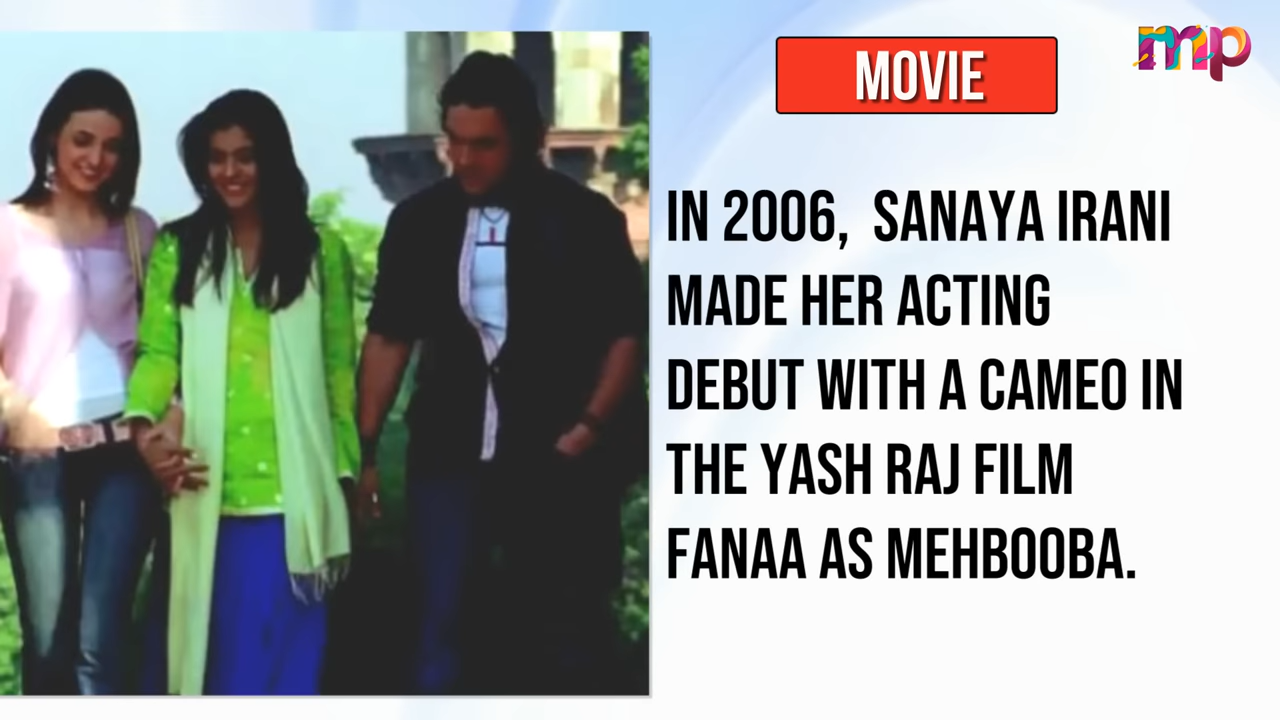 MOVIE
mp
IN 2006, SANAYA IRANI
MADE HER ACTING
DEBUT WITH A CAMEO IN
THE YASH RAJ FILM
FANAA AS MEHBOOBA.